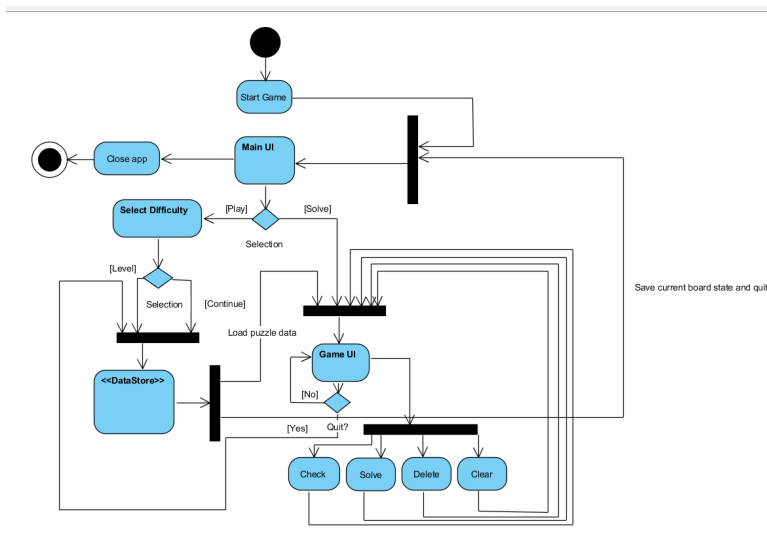 Start Game
Main UI
Close app
Select Difficulty
[Play]
[Solve]
Selection
[Level]
Selection
[Continue]
Save current board state and quit
Load puzzle data
Game UI
<<DataStore>>
[No]
[Yes]
Quit?
Check
Solve
Delete
Clear